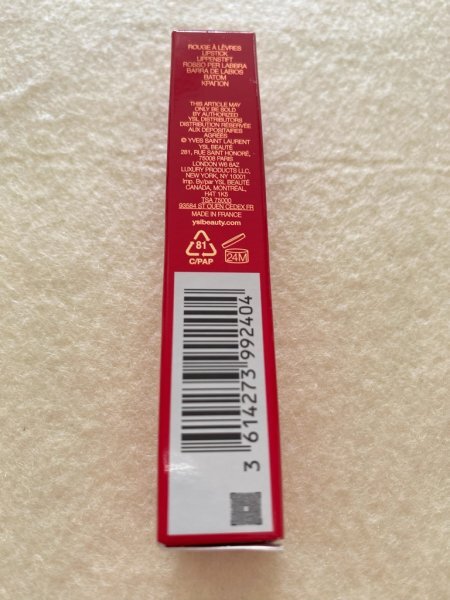 ROUGE À LÈVRES
LIPSTICK
LIPPENSTIFT
ROSSO PER LABBRA
BARRA DE LABIOS
BATOM
ΚΡΑΓΙΟΝ
THIS ARTICLE MAY
ONLY BE SOLD
BY AUTHORIZED
YSL DISTRIBUTORS
DISTRIBUTION RÉSERVÉE
AUX DÉPOSITAIRES
AGRÉÉS
© YVES SAINT LAURENT
YSL BEAUTÉ
281, RUE SAINT HONORÉ,
75008 PARIS
LONDON W6 8AZ
LUXURY PRODUCTS LLC,
NEW YORK, NY 10001
Imp. By/par YSL BEAUTÉ
CANADA, MONTRÉAL,
H4T 1K5
TSA 75000
93584 ST OUEN CEDEX FR
MADE IN FRANCE
yslbeauty.com
81
C/PAP
24M
3 614273 992404